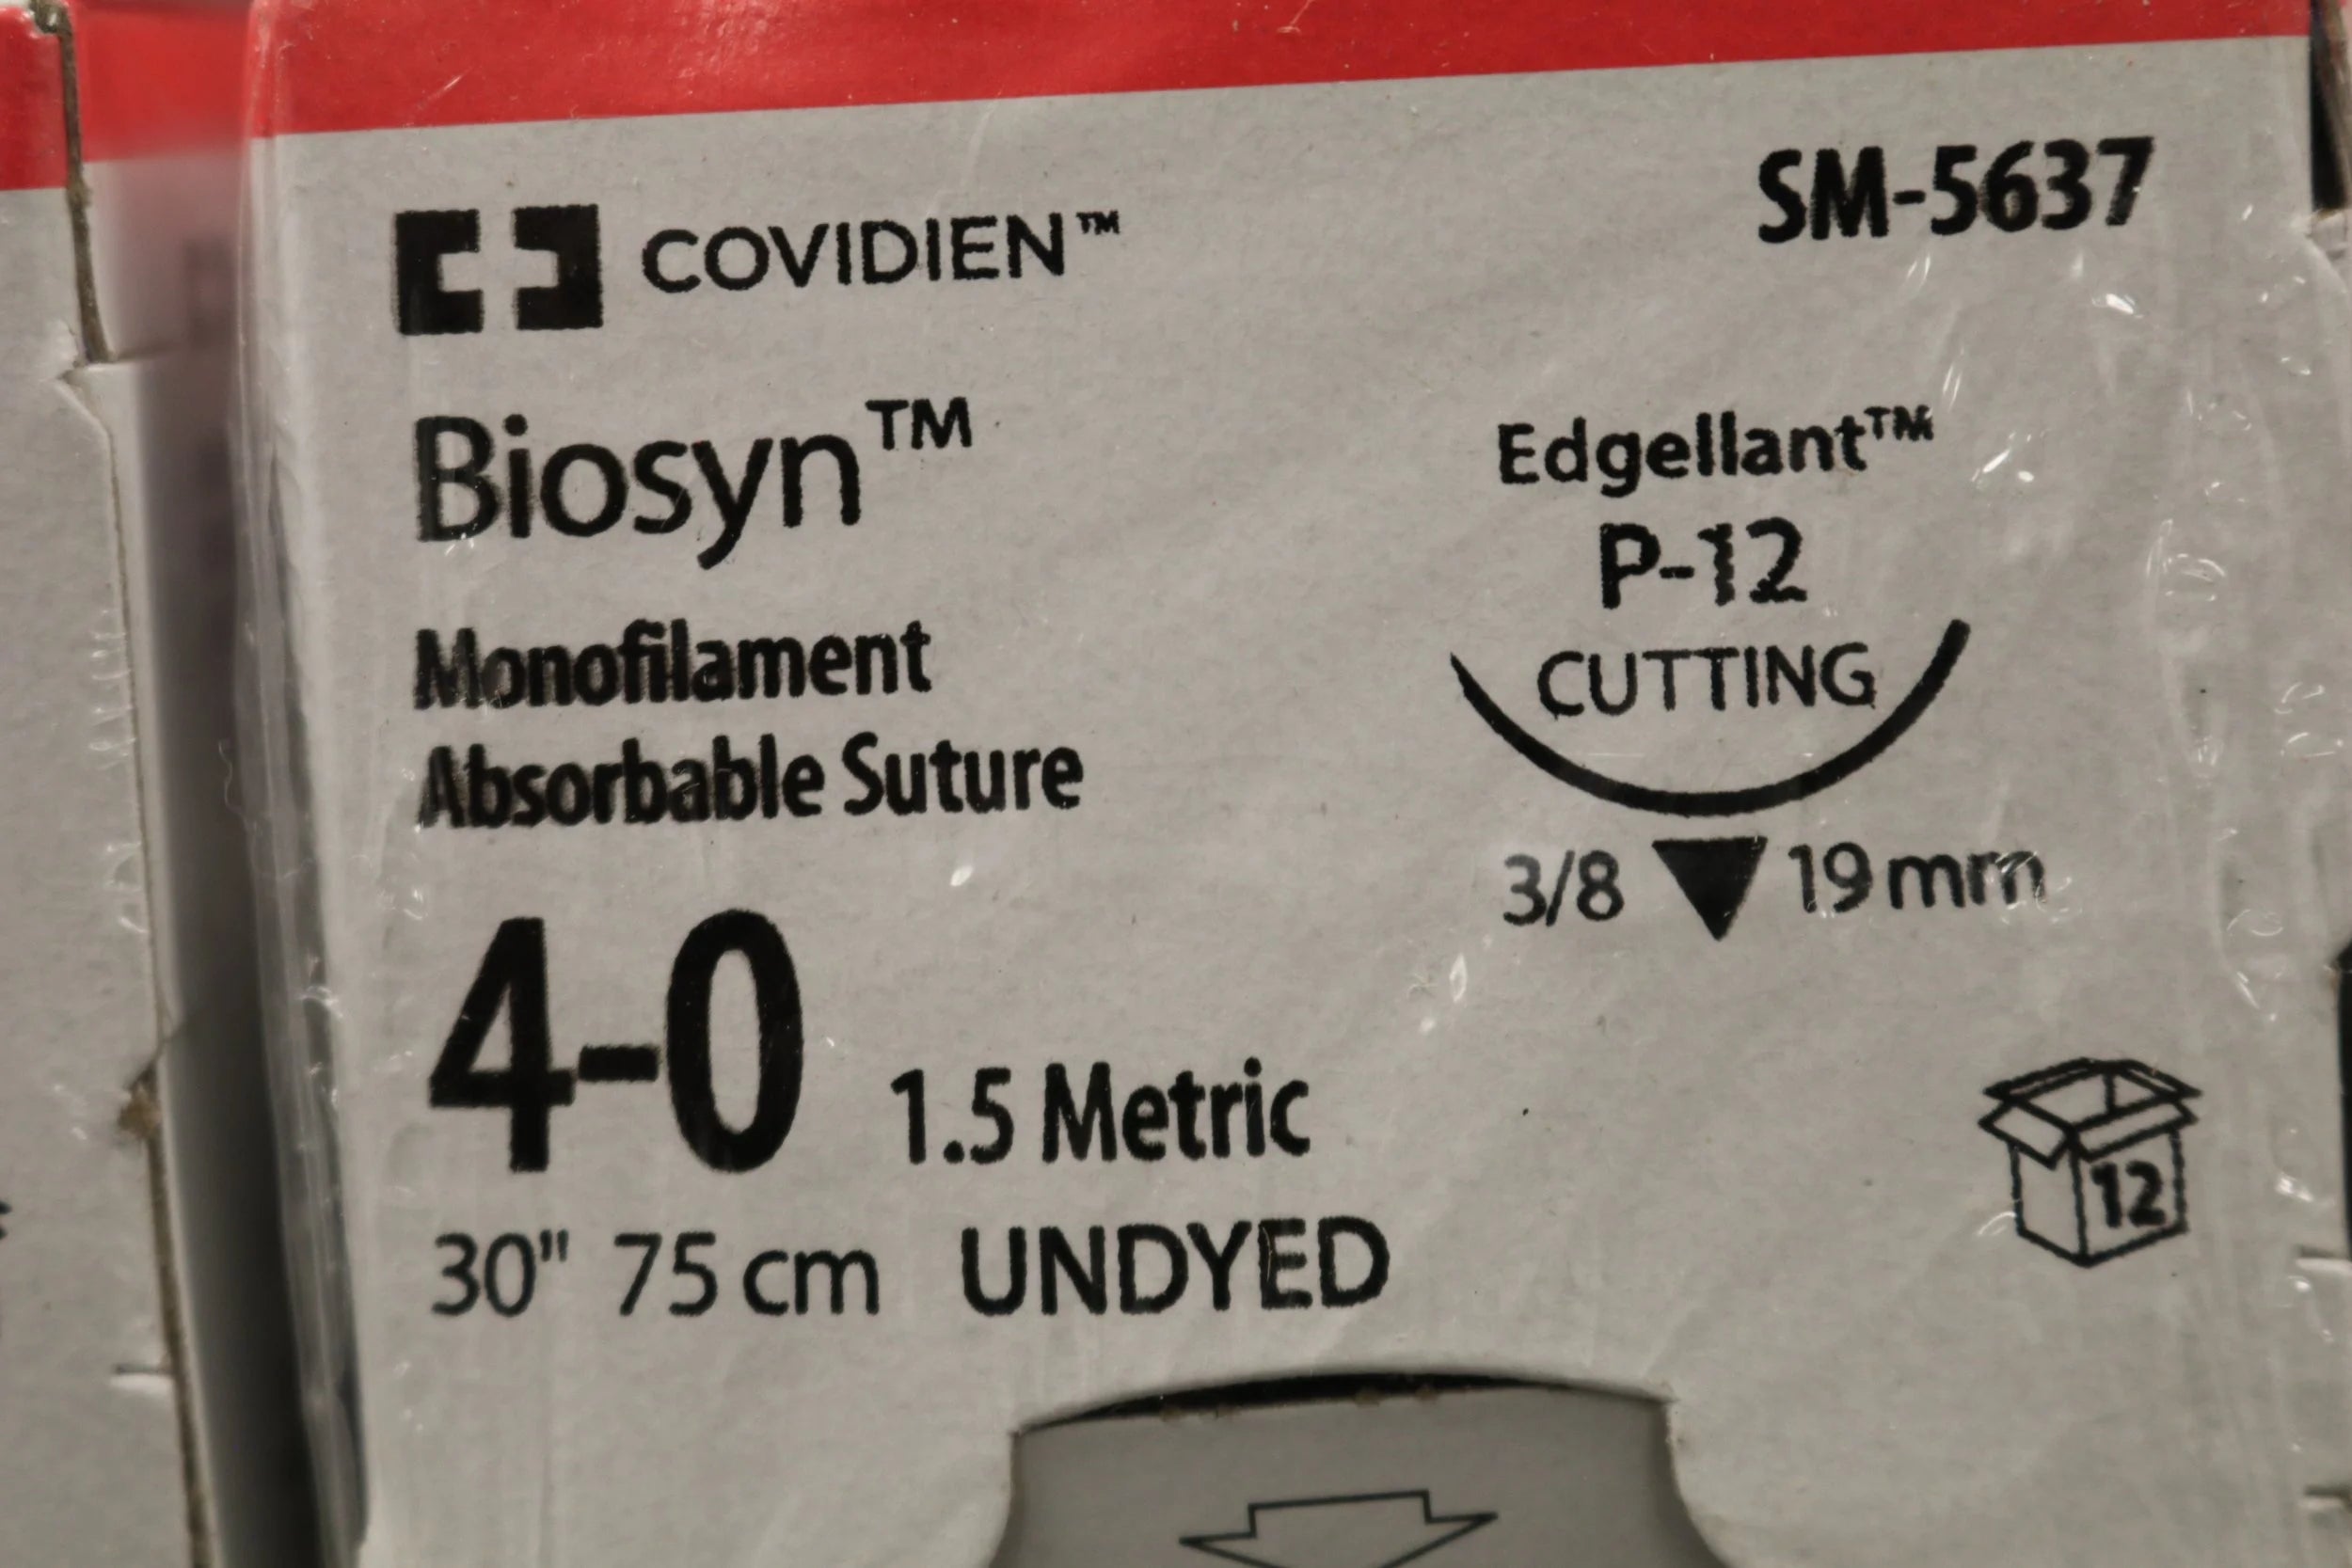 COVIDIEN™
SM-5637
Biosyn™
Monofilament
Absorbable Suture
Edgellant™
P-12
CUTTING
3/8 19 mm
4-0 1.5 Metric
30" 75 cm UNDYED
12